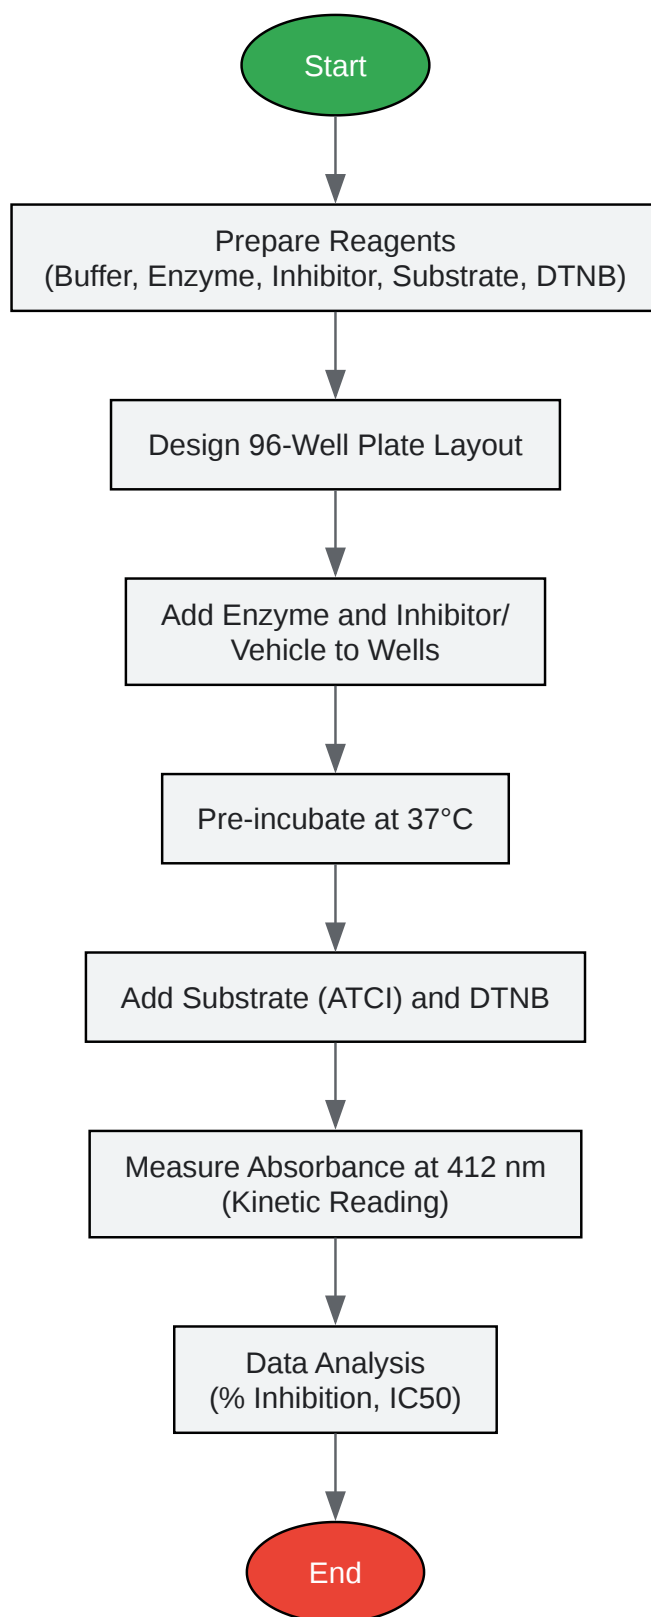 Start
Prepare Reagents
(Buffer, Enzyme, Inhibitor, Substrate, DTNB)
Design 96-Well Plate Layout
Add Enzyme and Inhibitor/
Vehicle to Wells
Pre-incubate at 37°C
Add Substrate (ATCI) and DTNB
Measure Absorbance at 412 nm
(Kinetic Reading)
Data Analysis
(% Inhibition, IC50)
End